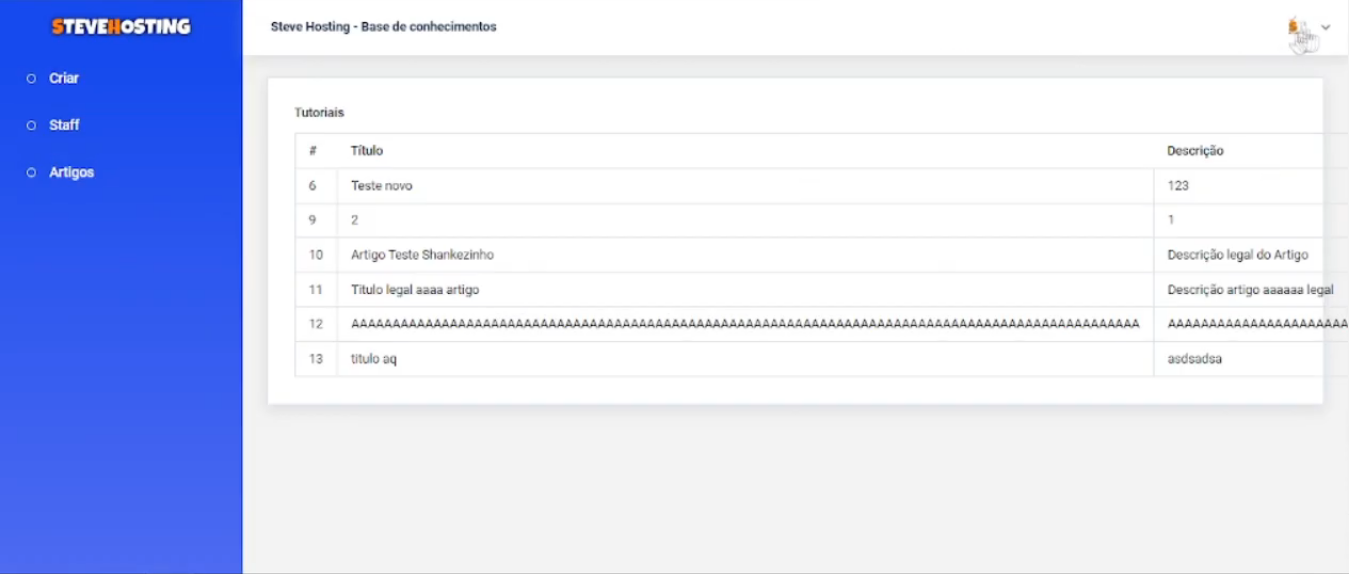 STEVEHOSTING
Steve Hosting - Base de conhecimentos
Criar
Staff
Artigos
Tutoriais
# Título Descrição
6 Teste novo 123
9 2 1
10 Artigo Teste Shankezinho Descrição legal do Artigo
11 Titulo legal aaaa artigo Descrição artigo aaaaaa legal
12
13 titulo aq asdsadsa